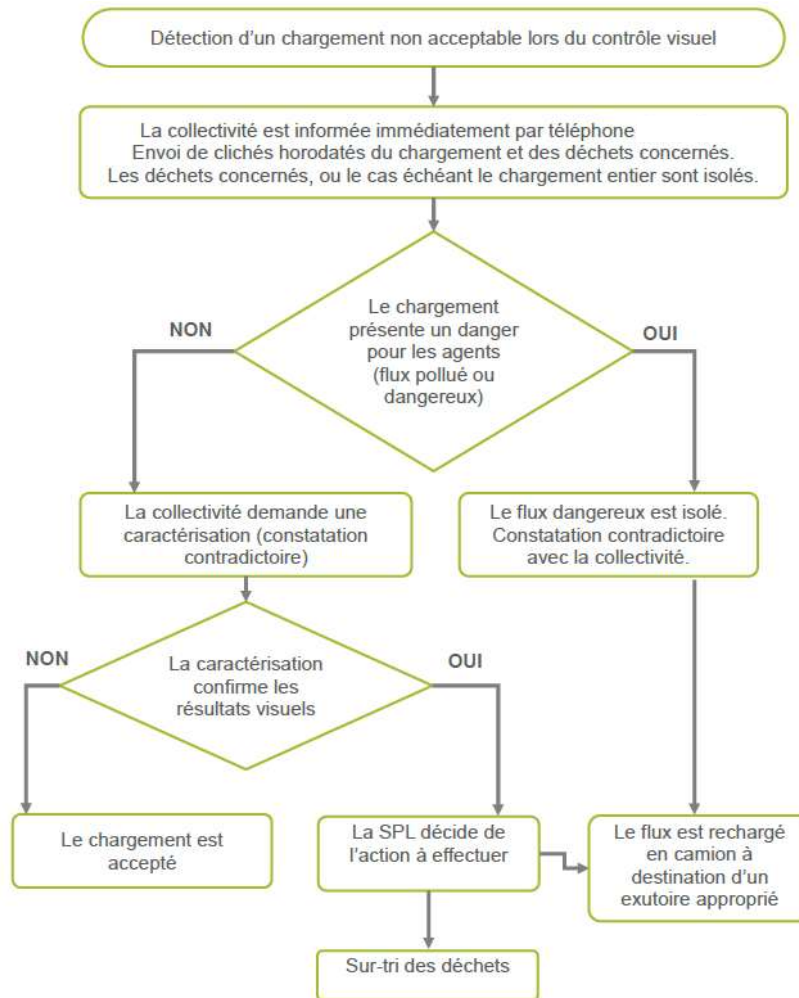 Détection d'un chargement non acceptable lors du contrôle visuel
La collectivité est informée immédiatement par téléphone
Envoi de clichés horodatés du chargement et des déchets concernés.
Les déchets concernés, ou le cas échéant le chargement entier sont isolés.
Le chargement
présente un danger
pour les agents
(flux pollué ou
dangereux)
NON
OUI
La collectivité demande une
caractérisation (constatation
contradictoire)
Le flux dangereux est isolé.
Constatation contradictoire
avec la collectivité.
La caractérisation
confirme les
résultats visuels
NON
OUI
Le chargement est
accepté
La SPL décide de
l'action à effectuer
Le flux est rechargé
en camion à
destination d'un
exutoire approprié
Sur-tri des déchets